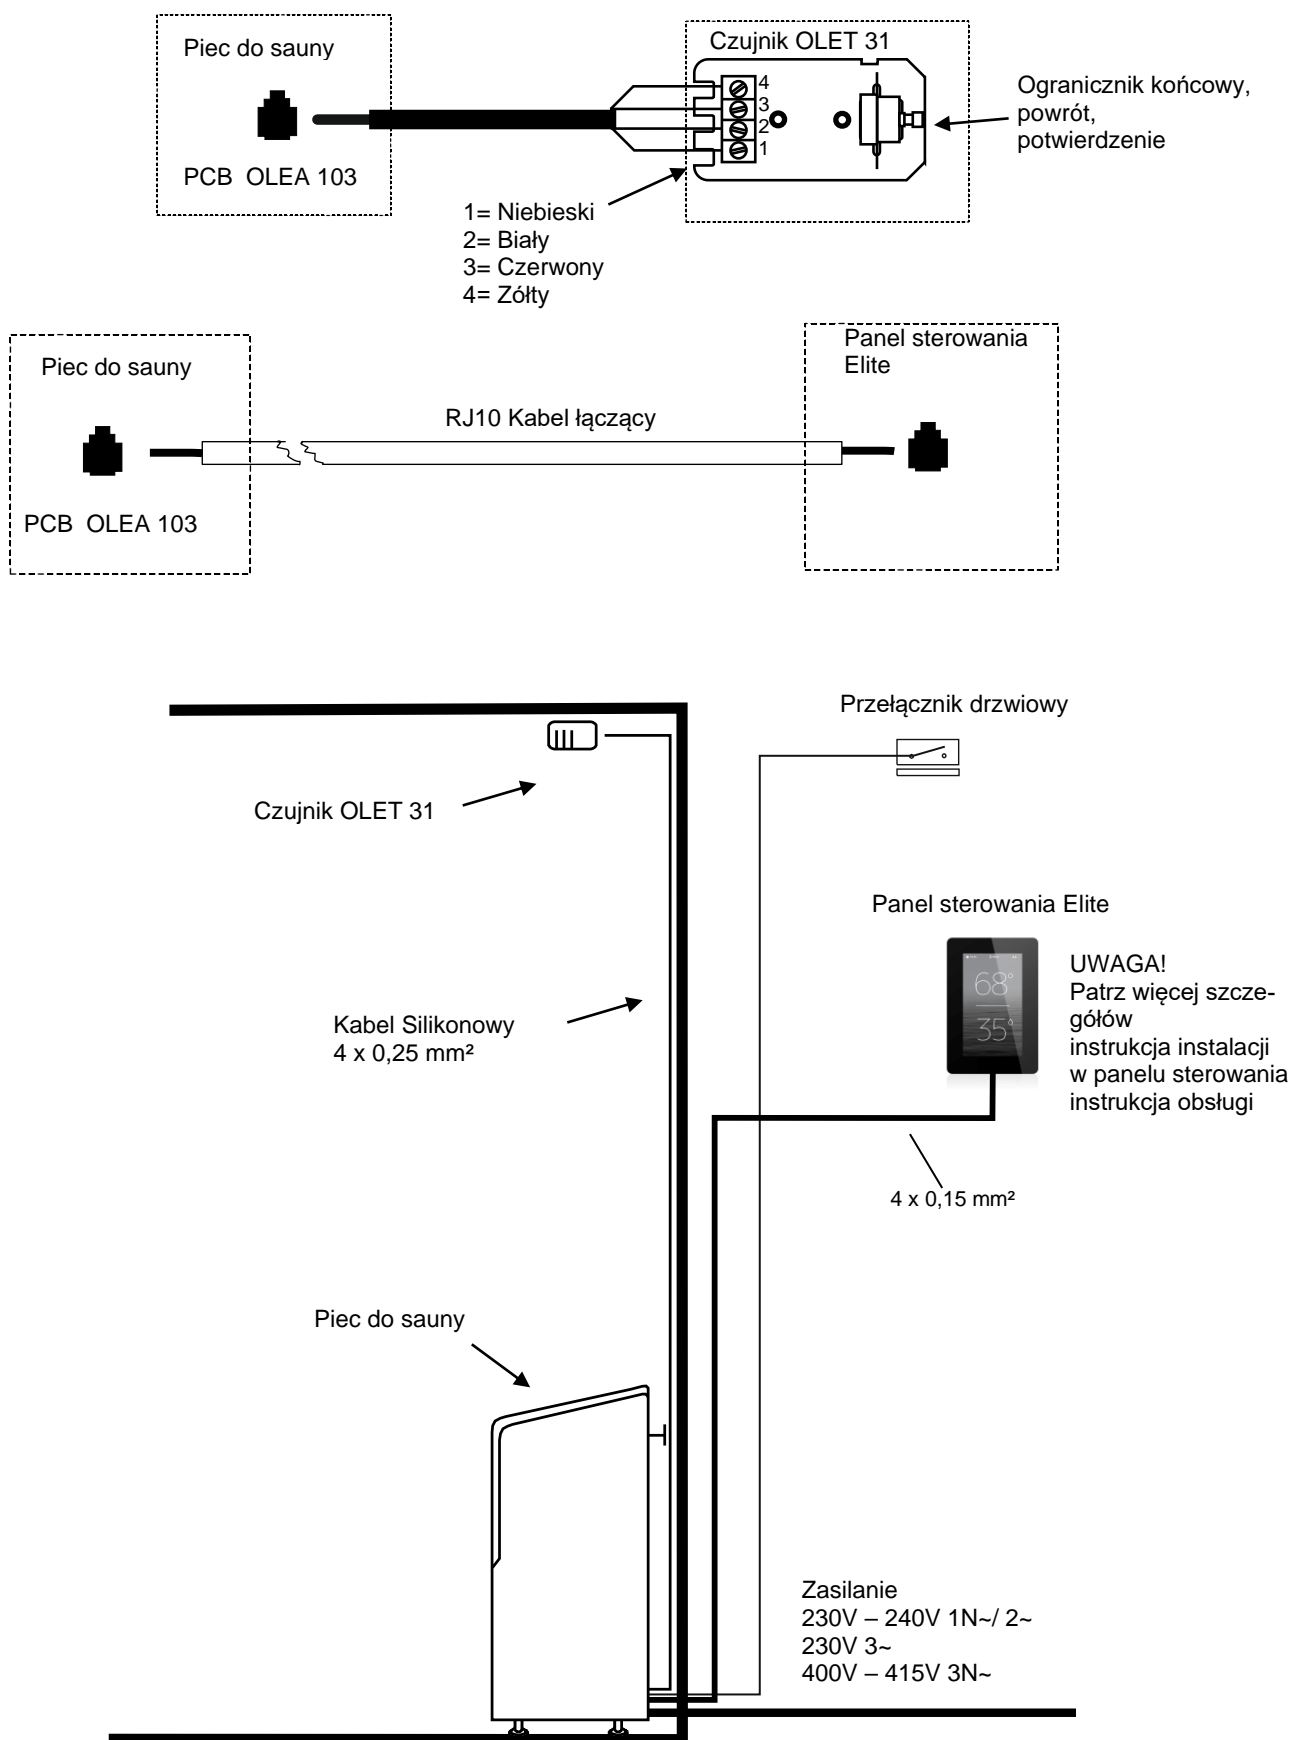 Piec do sauny
PCB OLEA 103
Czujnik OLET 31
4
3
2
1
Ogranicznik końcowy,
powrót,
potwierdzenie
1= Niebieski
2= Biały
3= Czerwony
4= Zółty
Piec do sauny
PCB OLEA 103
RJ10 Kabel łączący
Panel sterowania
Elite
Przełącznik drzwiowy
Czujnik OLET 31
Panel sterowania Elite
68°
35°
UWAGA!
Patrz więcej szcze-
gółów
instrukcja instalacji
w panelu sterowania
instrukcja obsługi
Kabel Silikonowy
4 x 0,25 mm²
4 x 0,15 mm²
Piec do sauny
Zasilanie
230V – 240V 1N~/ 2~
230V 3~
400V – 415V 3N~